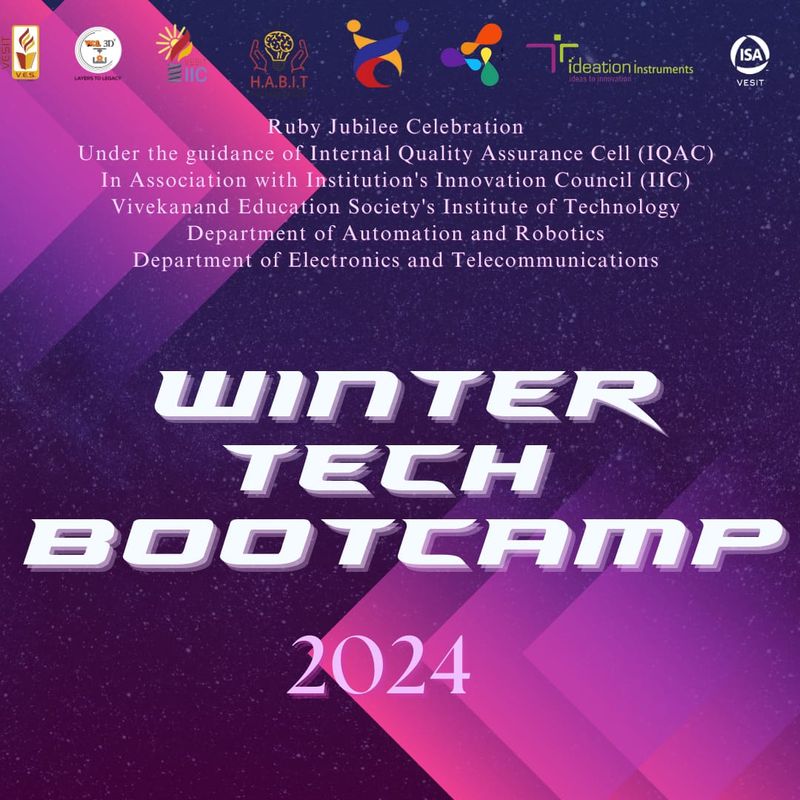 VESIT
V.E.S.
3D
LAYERS TO LEGACY
VESIT
IIC
H.A.B.I.T
ideation instruments
ideas to innovation
ISA
VESIT
Ruby Jubilee Celebration
Under the guidance of Internal Quality Assurance Cell (IQAC)
In Association with Institution's Innovation Council (IIC)
Vivekanand Education Society's Institute of Technology
Department of Automation and Robotics
Department of Electronics and Telecommunications
WINTER
TECH
BOOTCAMP
2024